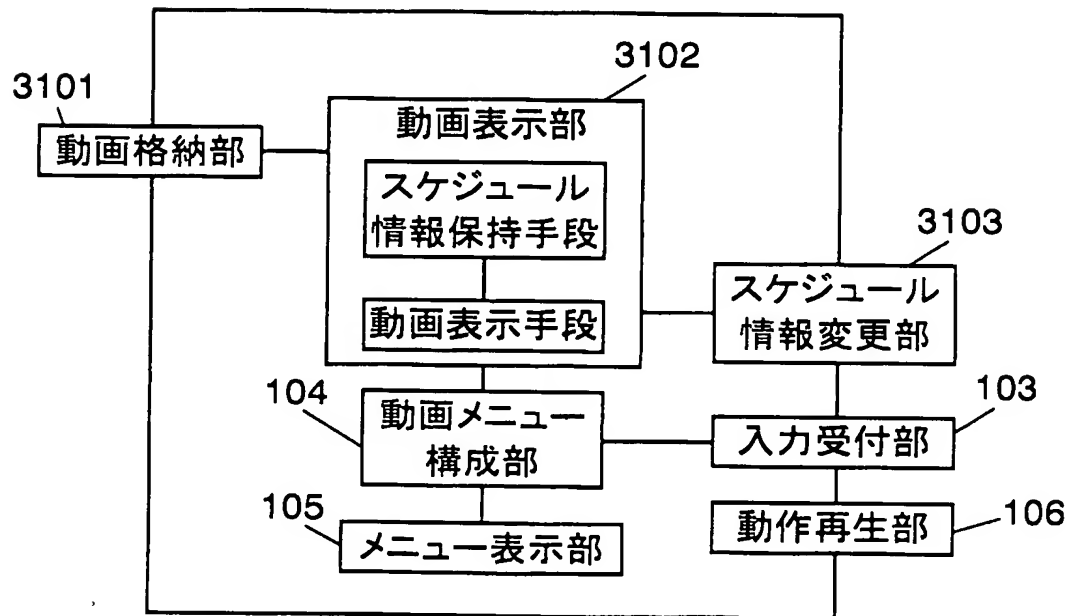 3102
3101
動画表示部
動画格納部
スケジュール
情報保持手段
3103
スケジュール
情報変更部
動画表示手段
104
動画メニュー
構成部
103
入力受付部
105
メニュー表示部
動作再生部
106